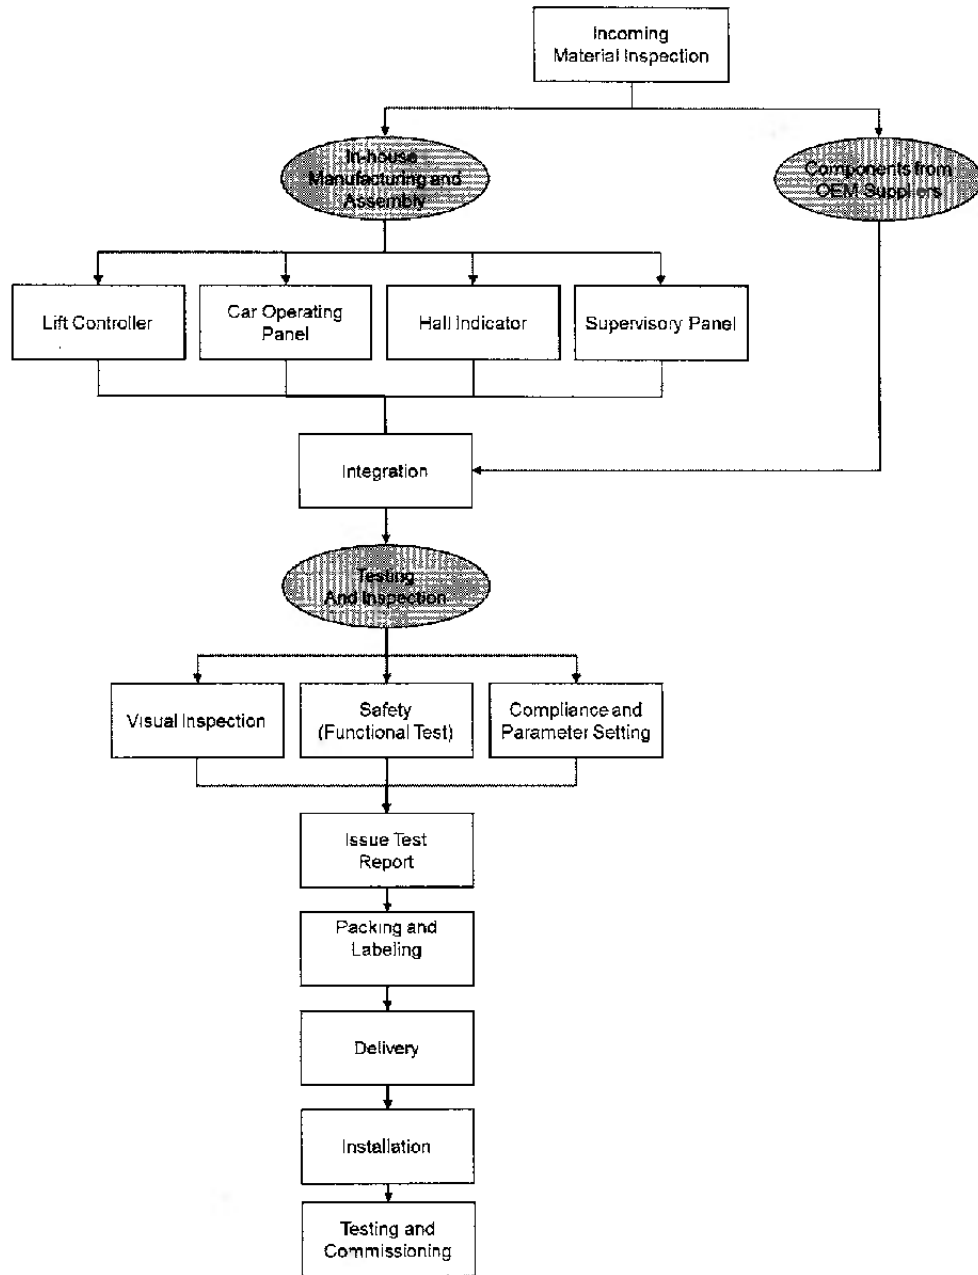 Incoming
Material Inspection
In-house
Manufacturing and
Assembly
Components from
OEM Suppliers
Lift Controller
Car Operating
Panel
Hall Indicator
Supervisory Panel
Integration
Testing
And Inspection
Visual Inspection
Safety
(Functional Test)
Compliance and
Parameter Setting
Issue Test
Report
Packing and
Labeling
Delivery
Installation
Testing and
Commissioning